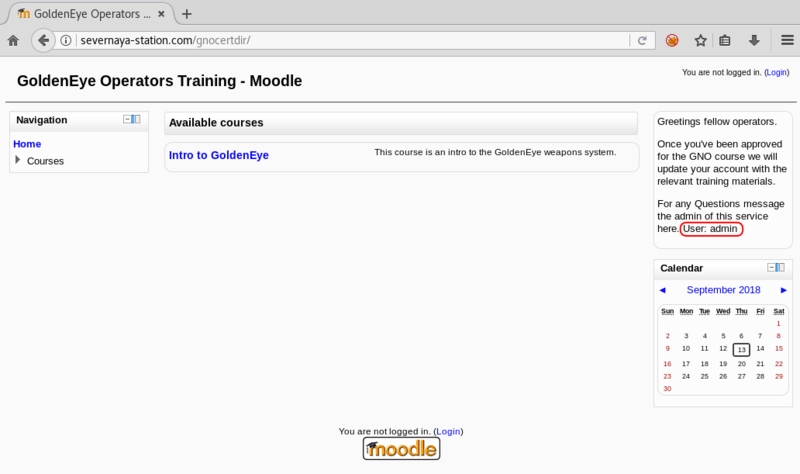 GoldenEye Operators ...
severnaya-station.com/gnocertdir/
GoldenEye Operators Training - Moodle
You are not logged in. (Login)
Navigation
Home
Courses
Available courses
Intro to GoldenEye
This course is an intro to the GoldenEye weapons system.
Greetings fellow operators.
Once you've been approved
for the GNO course we will
update your account with the
relevant training materials.
For any Questions message
the admin of this service
here. User: admin
Calendar
◄ September 2018 ►
Sun Mon Tue Wed Thu Fri Sat
1
2 3 4 5 6 7 8
9 10 11 12 13 14 15
16 17 18 19 20 21 22
23 24 25 26 27 28 29
30
You are not logged in. (Login)
moodle